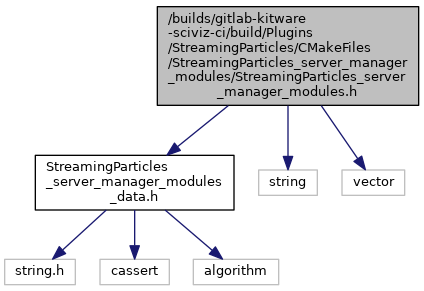 /builds/gitlab-kitware
-sciviz-ci/build/Plugins
/StreamingParticles/CMakeFiles
/StreamingParticles_server_manager
_modules/StreamingParticles_server
_manager_modules.h
StreamingParticles
_server_manager_modules
_data.h
string
vector
string.h
cassert
algorithm